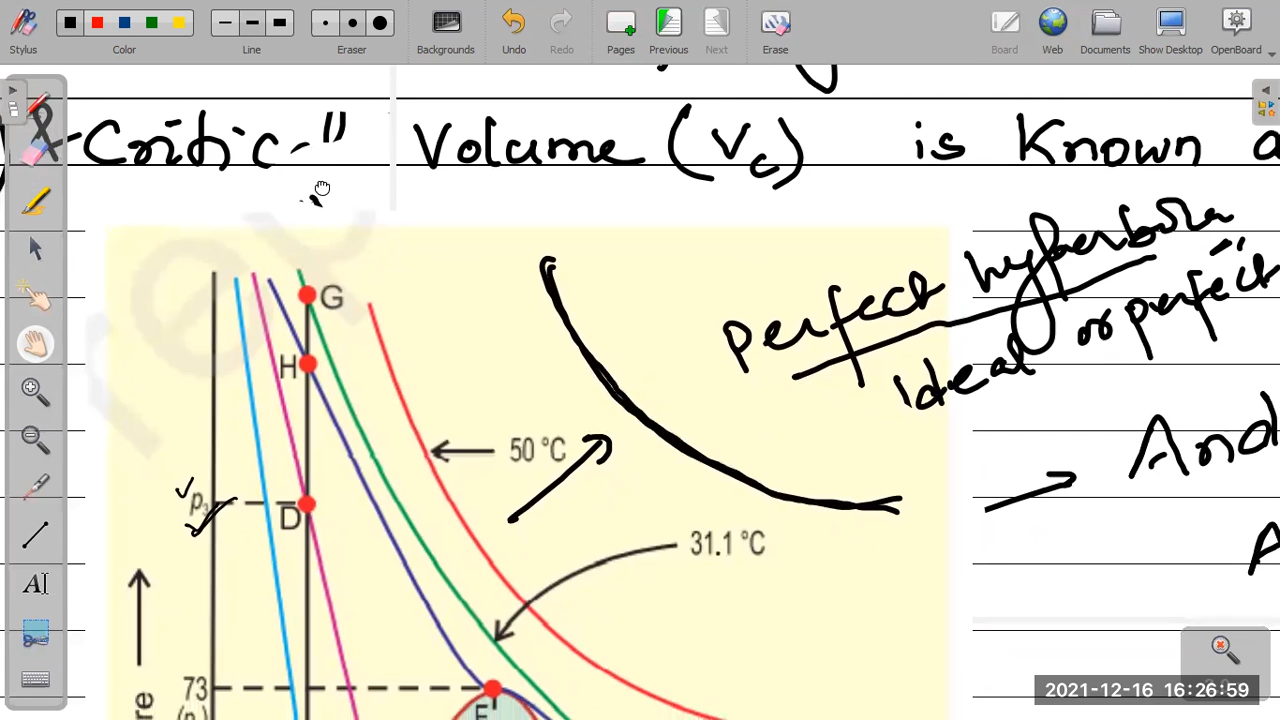 Stylus Color Line Eraser Backgrounds Undo Redo Pages Previous Next Erase Board Web Documents Show Desktop OpenBoard
Critic-" Volume (Vc) is Known a
perfect hyperbola
ideal or perfect
G
H
50 °C
And
p3
D
31.1 °C
A
73
E
2021-12-16 16:26:59